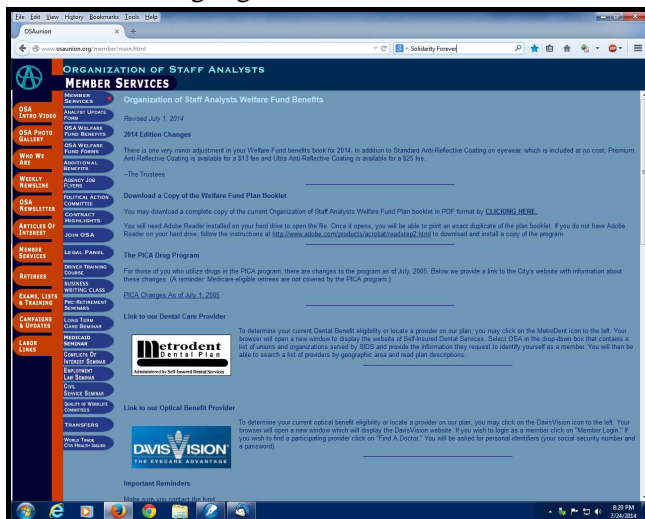 File Edit View History Bookmarks Tools Help
OSAunion
www.osaunion.org/member/main.html
Solidarity Forever
ORGANIZATION OF STAFF ANALYSTS
MEMBER SERVICES
OSA INTRO VIDEO
OSA PHOTO GALLERY
WHO WE ARE
WEEKLY NEWSLINE
OSA NEWSLETTER
ARTICLES OF INTEREST
MEMBER SERVICES
RETIREES
EXAMS, LISTS & TRAINING
CAMPAIGNS & UPDATES
LABOR LINKS
MEMBER SERVICES
ANALYST UPDATE FORM
OSA WELFARE FUND BENEFITS
OSA WELFARE FUND FORMS
ADDITIONAL BENEFITS
AGENCY JOB FLYERS
POLITICAL ACTION COMMITTEE
CONTRACT HIGHLIGHTS
JOIN OSA
LEGAL PANEL
DRIVER TRAINING COURSE
BUSINESS WRITING CLASS
PRE-RETIREMENT SEMINARS
LONG TERM CARE SEMINAR
MEDICAID SEMINAR
CONFLICTS OF INTEREST SEMINAR
EMPLOYMENT LAW SEMINAR
CIVIL SERVICE SEMINAR
QUALITY OF WORKLIFE COMMITTEES
TRANSFERS
WORLD TRADE CTR HEALTH ISSUES
Organization of Staff Analysts Welfare Fund Benefits
Revised July 1, 2014
2014 Edition Changes
There is one very minor adjustment in your Welfare Fund benefits book for 2014. In addition to Standard Anti-Reflective Coating on eyewear, which is included at no cost, Premium
Anti-Reflective Coating is available for a $13 fee and Ultra Anti-Reflective Coating is available for a $25 fee.
--The Trustees
Download a Copy of the Welfare Fund Plan Booklet
You may download a complete copy of the current Organization of Staff Analysts Welfare Fund Plan booklet in PDF format by CLICKING HERE.
You will need Adobe Reader installed on your hard drive to open the file. Once it opens, you will be able to print an exact duplicate of the plan booklet. If you do not have Adobe
Reader on your hard drive, follow the instructions at http://www.adobe.com/products/acrobat/readstep2.html to download and install a copy of the program.
The PICA Drug Program
For those of you who utilize drugs in the PICA program, there are changes to the program as of July, 2005. Below we provide a link to the City's website with information about
these changes. (A reminder: Medicare-eligible retirees are not covered by the PICA program.)
PICA Changes As of July 1, 2005
Link to our Dental Care Provider
Metrodent
Dental Plan
Administered by Self-Insured Dental Services
To determine your current Dental Benefit eligibility or locate a provider on our plan, you may click on the MetroDent icon to the left. Your
browser will open a new window to display the website of Self-Insured Dental Services. Select OSA in the drop-down box that contains a
list of unions and organizations served by SIDS and provide the information they request to identify yourself as a member. You will then be
able to search a list of providers by geographic area and read plan descriptions.
Link to our Optical Benefit Provider
DAVIS VISION
THE EYECARE ADVANTAGE
To determine your current optical benefit eligibility or locate a provider on our plan, you may click on the DavisVision icon to the left. Your
browser will open a new window which will display the DavisVision website. If you wish to login as a member click on "Member Login." If
you wish to find a participating provider click on "Find A Doctor." You will be asked for personal identifiers (your social security number and
a password).
Important Reminders
Make sure you contact the fund:
8:20 PM
7/24/2014